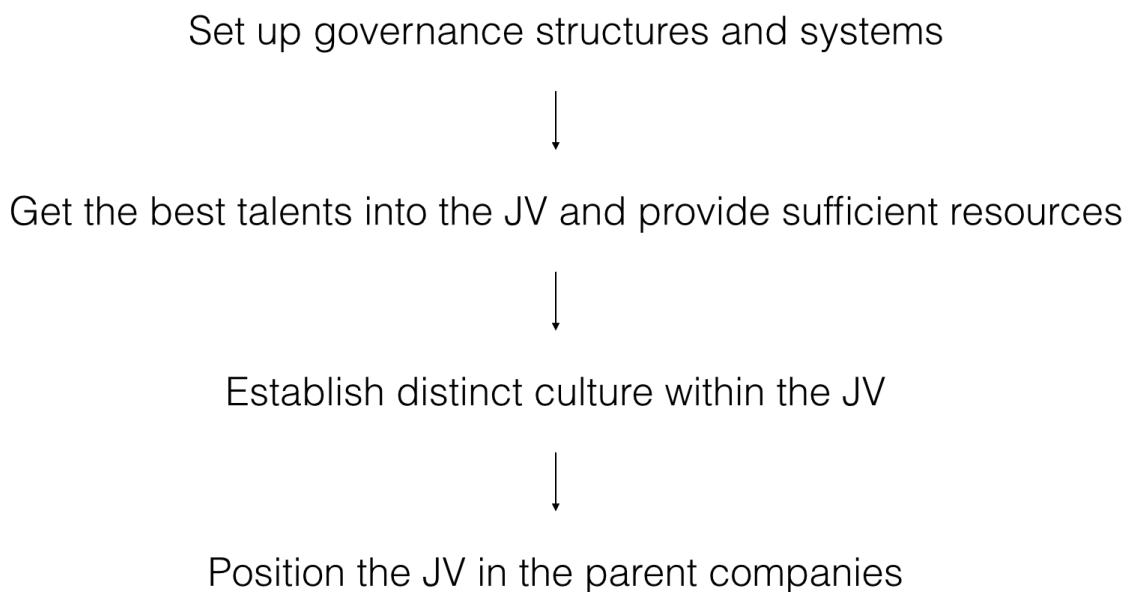 Set up governance structures and systems
Get the best talents into the JV and provide sufficient resources
Establish distinct culture within the JV
Position the JV in the parent companies